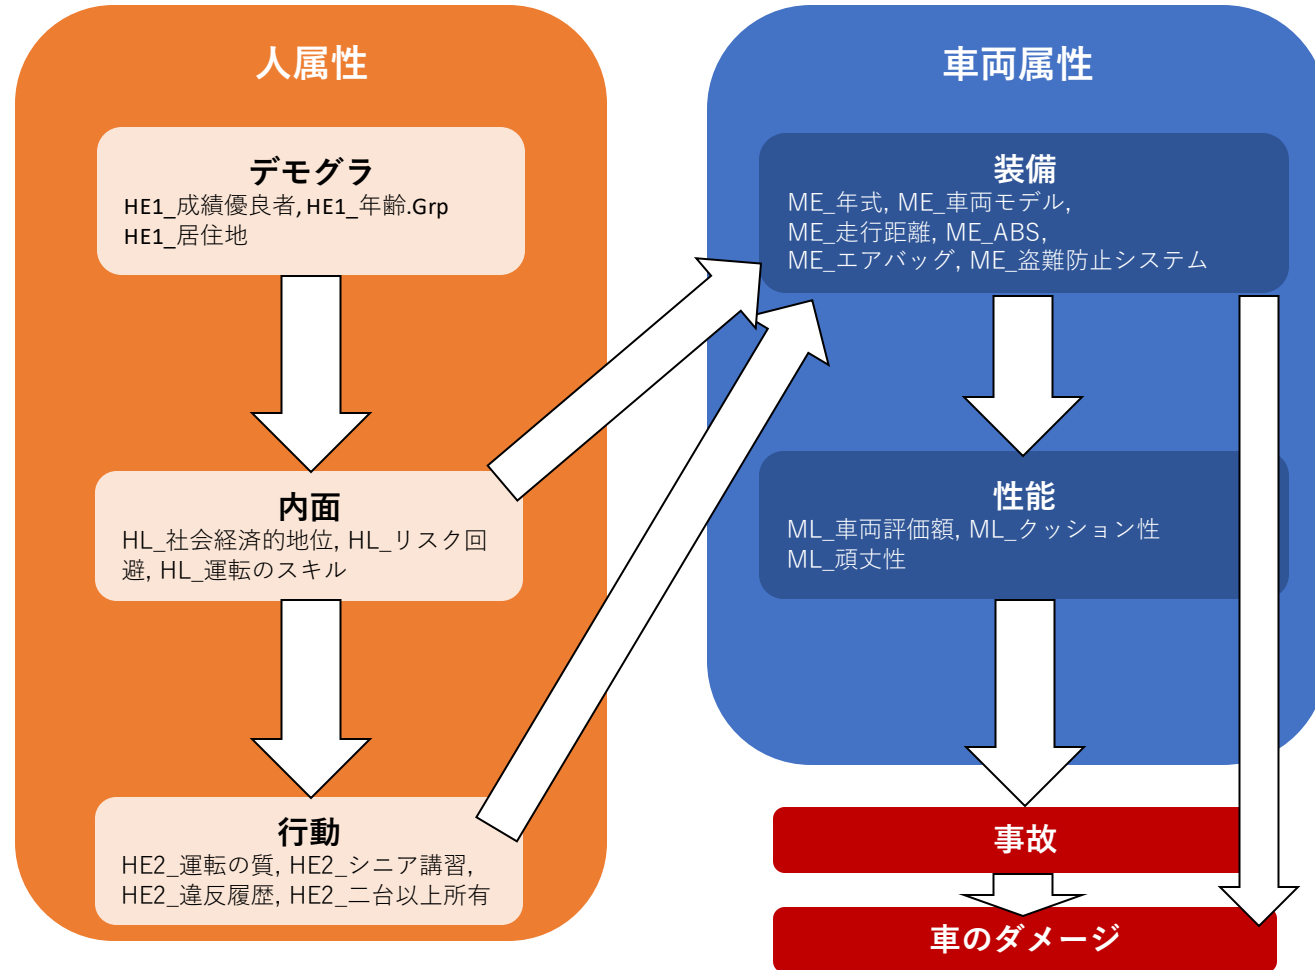 人属性
デモグラ
HE1_成績優良者, HE1_年齢.Grp
HE1_居住地
内面
HL_社会経済的地位, HL_リスク回
避, HL_運転のスキル
行動
HE2_運転の質, HE2_シニア講習,
HE2_違反履歴, HE2_二台以上所有
車両属性
装備
ME_年式, ME_車両モデル,
ME_走行距離, ME_ABS,
ME_エアバッグ, ME_盗難防止システム
性能
ML_車両評価額, ML_クッション性
ML_頑丈性
事故
車のダメージ